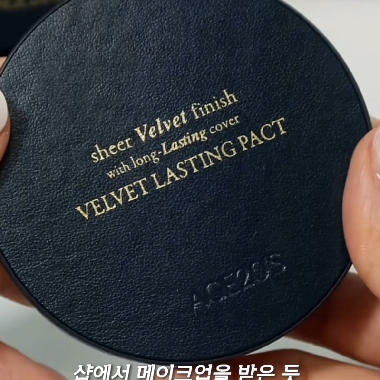 sheer Velvet finish
with long-Lasting cover
VELVET LASTING PACT
ACE2OS
샵에서 메이크업을 받은 듯